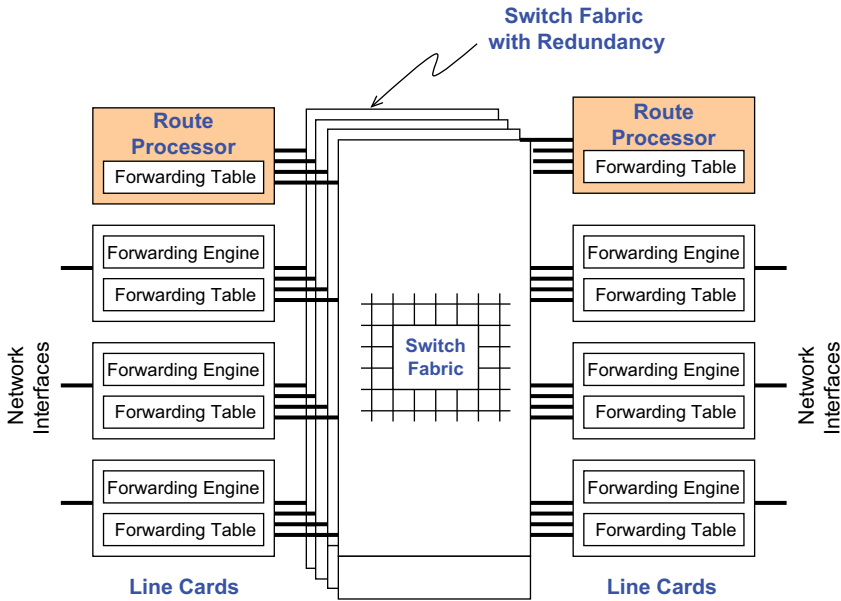 Switch Fabric
with Redundancy
Route
Processor
Forwarding Table
Route
Processor
Forwarding Table
Forwarding Engine
Forwarding Table
Forwarding Engine
Forwarding Table
Network
Interfaces
Forwarding Engine
Forwarding Table
Switch
Fabric
Forwarding Engine
Forwarding Table
Network
Interfaces
Forwarding Engine
Forwarding Table
Forwarding Engine
Forwarding Table
Line Cards
Line Cards